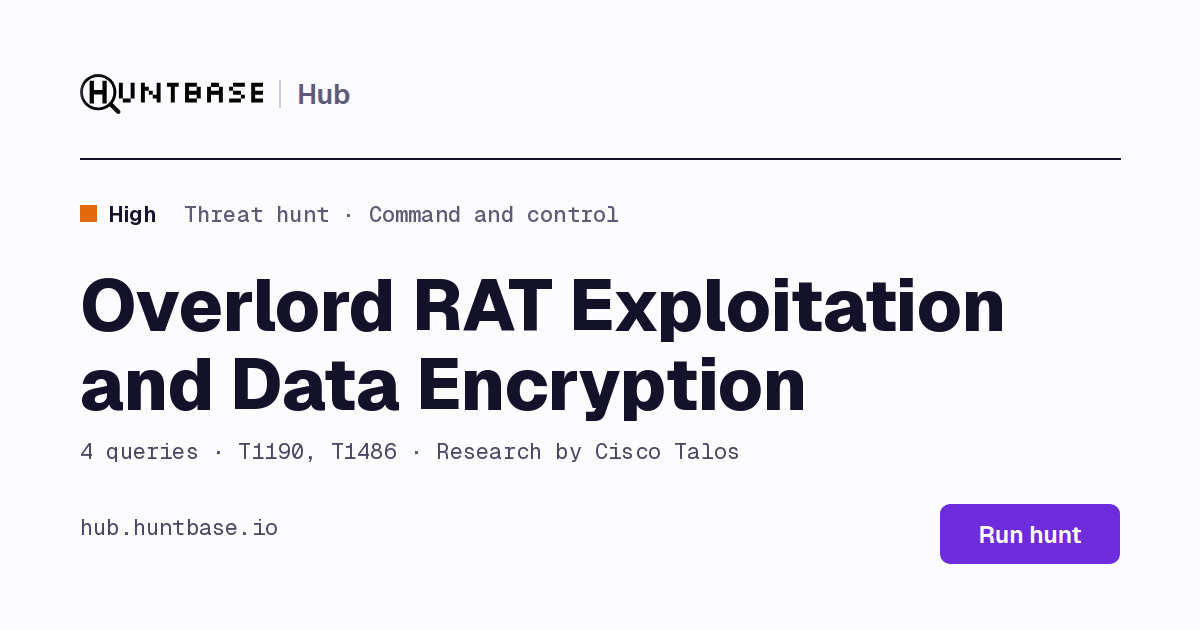 HUNTBASE Hub
High Threat hunt · Command and control
Overlord RAT Exploitation
and Data Encryption
4 queries · T1190, T1486 · Research by Cisco Talos
hub.huntbase.io
Run hunt